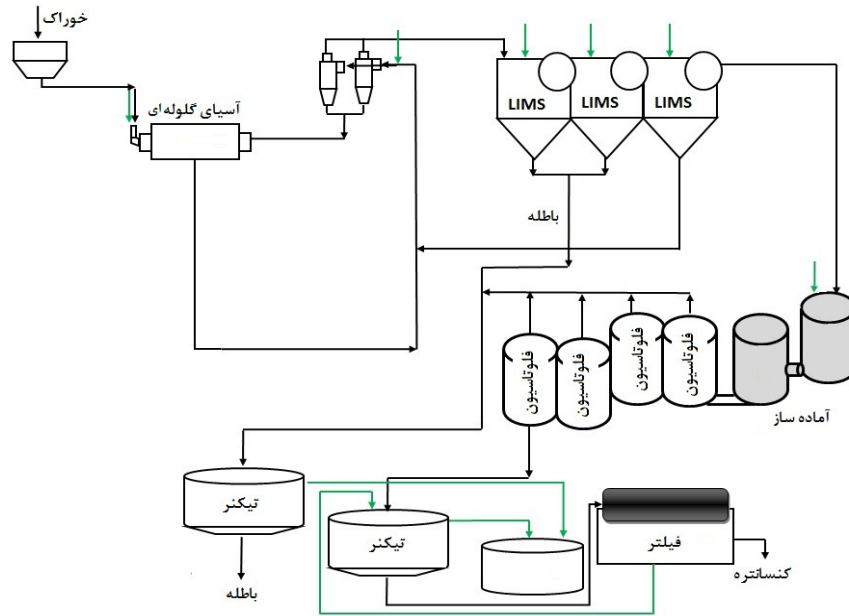 خوراک
آسیای گلوله‌ای
LIMS
LIMS
LIMS
باطله
فلوتاسیون
فلوتاسیون
فلوتاسیون
فلوتاسیون
آماده ساز
تیکنر
تیکنر
فیلتر
کنسانتره
باطله